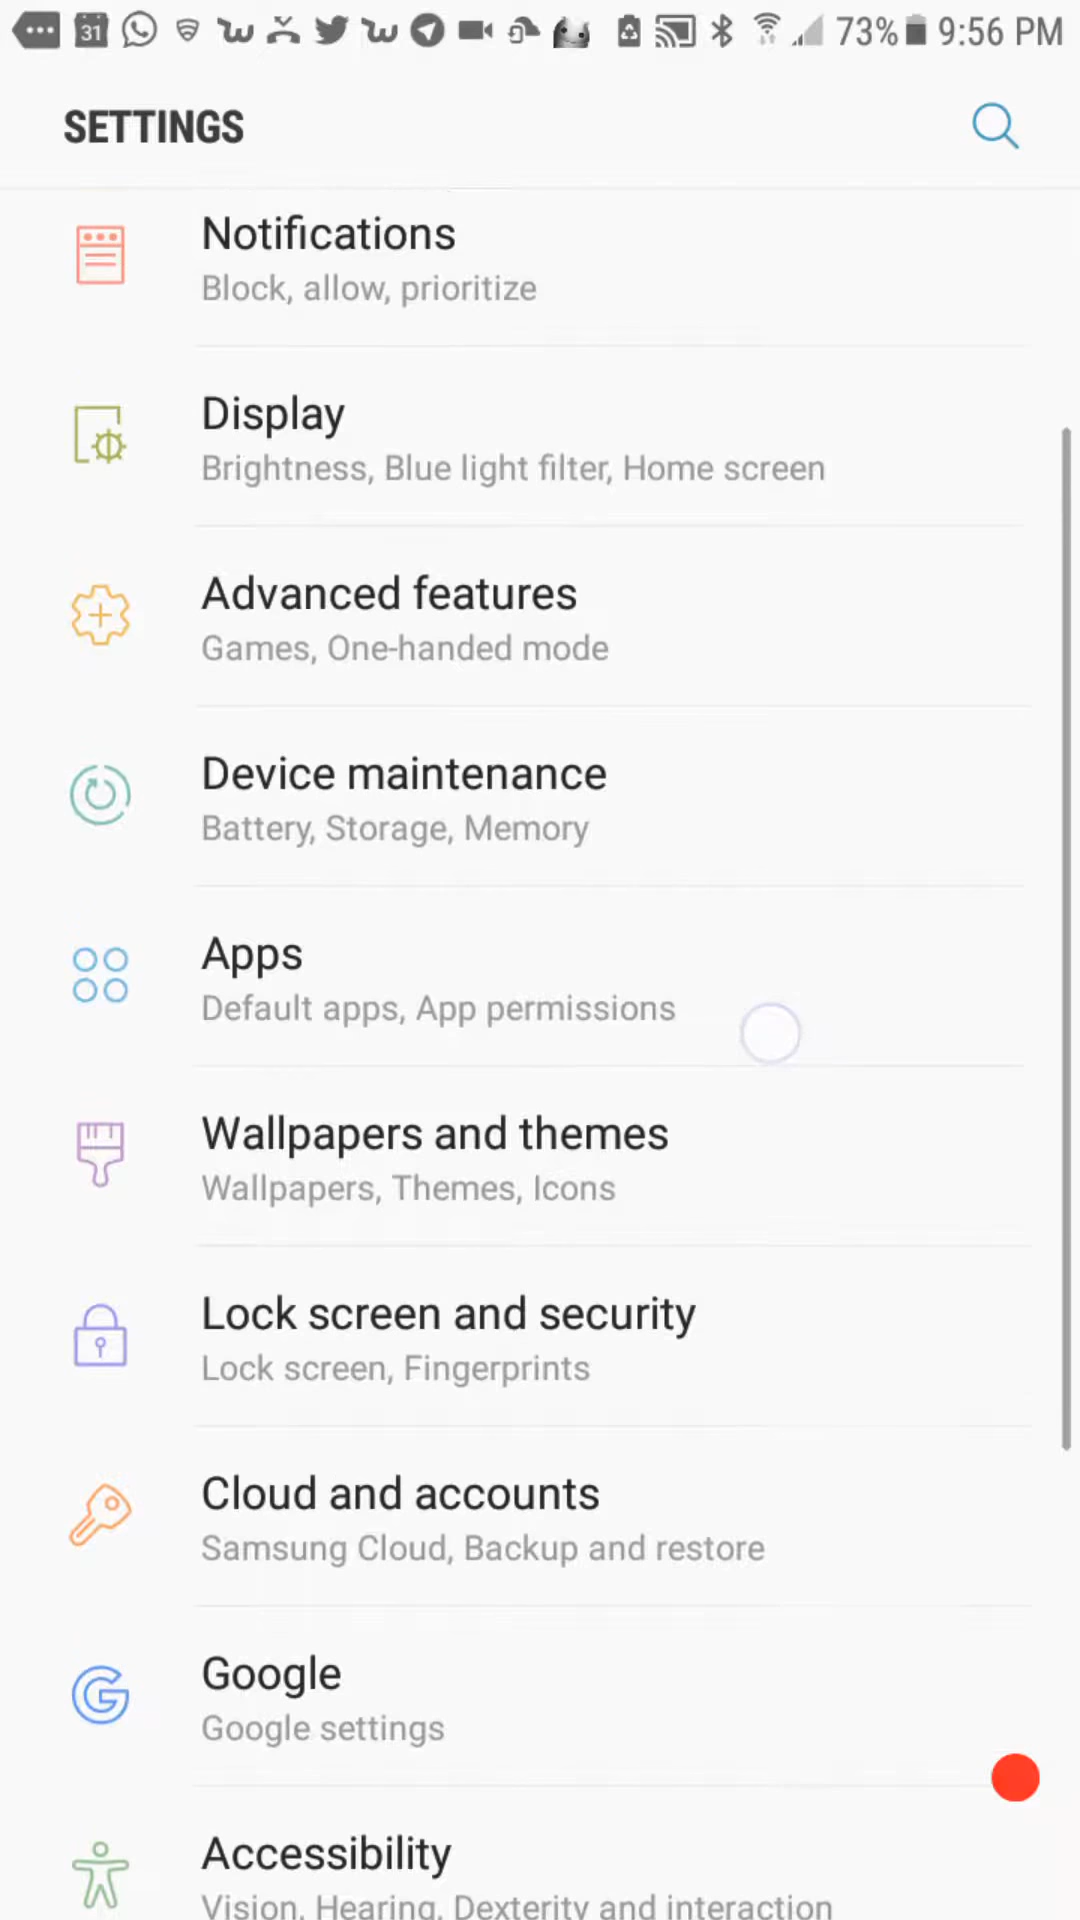 31 73% 9:56 PM
SETTINGS
Notifications
Block, allow, prioritize
Display
Brightness, Blue light filter, Home screen
Advanced features
Games, One-handed mode
Device maintenance
Battery, Storage, Memory
Apps
Default apps, App permissions
Wallpapers and themes
Wallpapers, Themes, Icons
Lock screen and security
Lock screen, Fingerprints
Cloud and accounts
Samsung Cloud, Backup and restore
Google
Google settings
Accessibility
Vision, Hearing, Dexterity and interaction